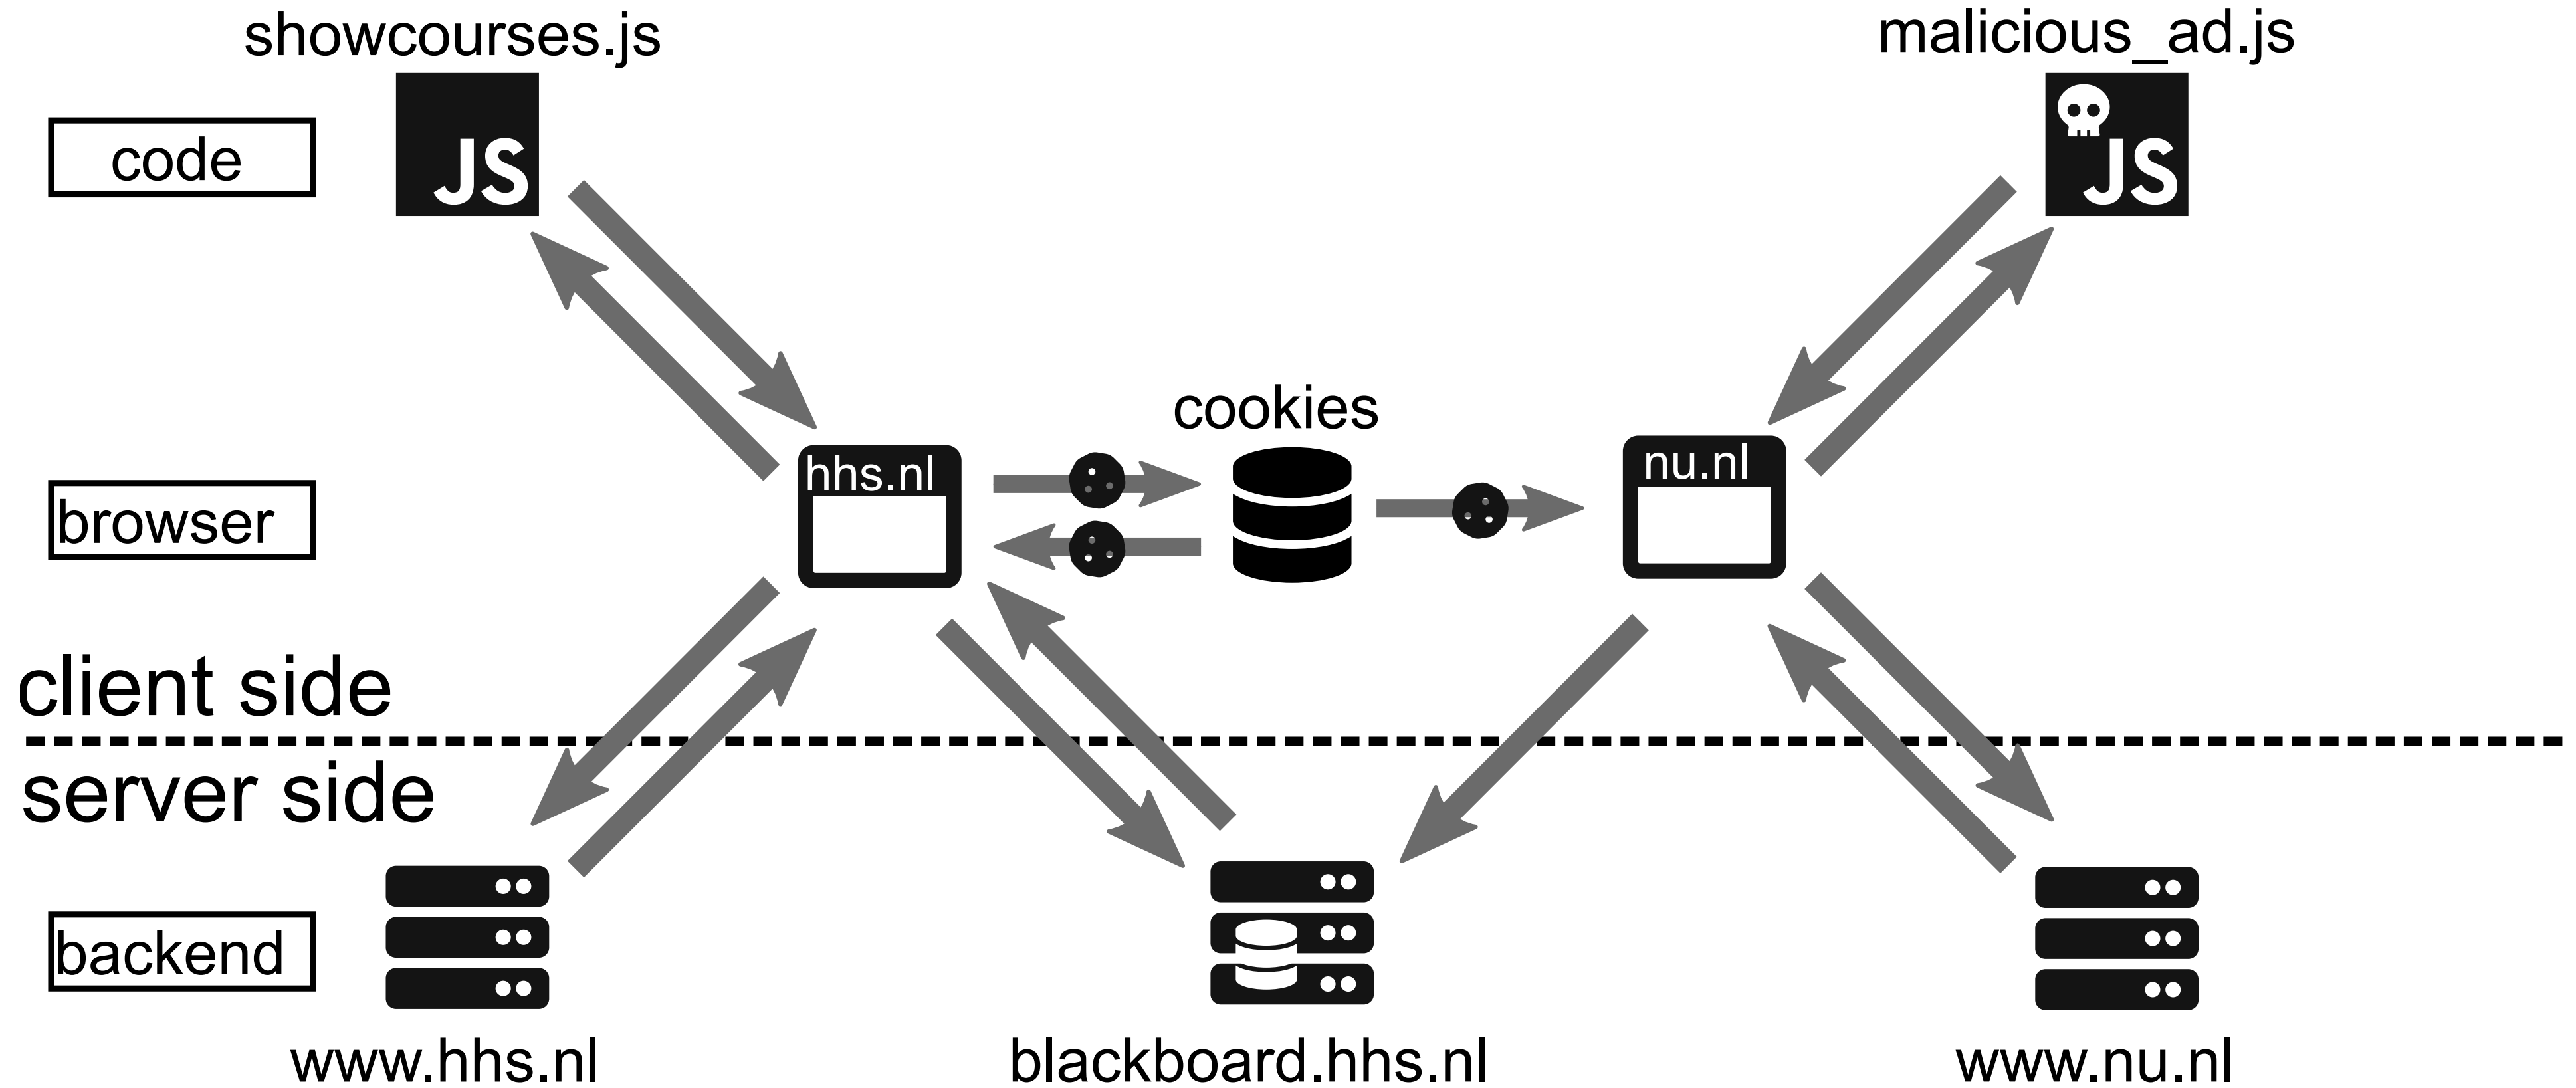 showcourses.js
malicious_ad.js
code
JS
JS
cookies
hhs.nl
nu.nl
browser
client side
server side
backend
www.hhs.nl
blackboard.hhs.nl
www.nu.nl